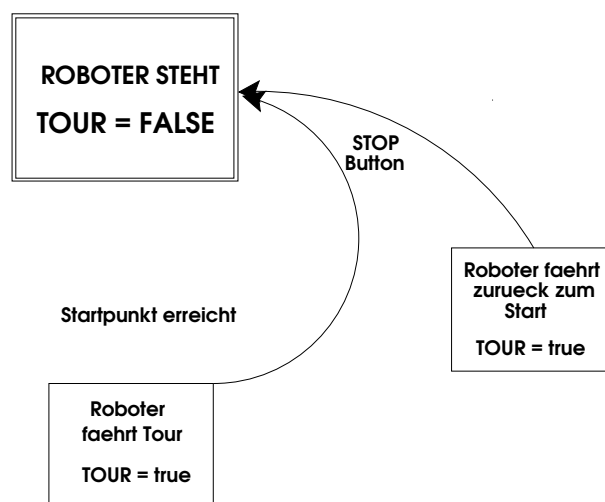 ROBOTER STEHT
TOUR = FALSE
STOP
Button
Roboter faehrt
zurueck zum
Start
TOUR = true
Startpunkt erreicht
Roboter
faehrt Tour
TOUR = true